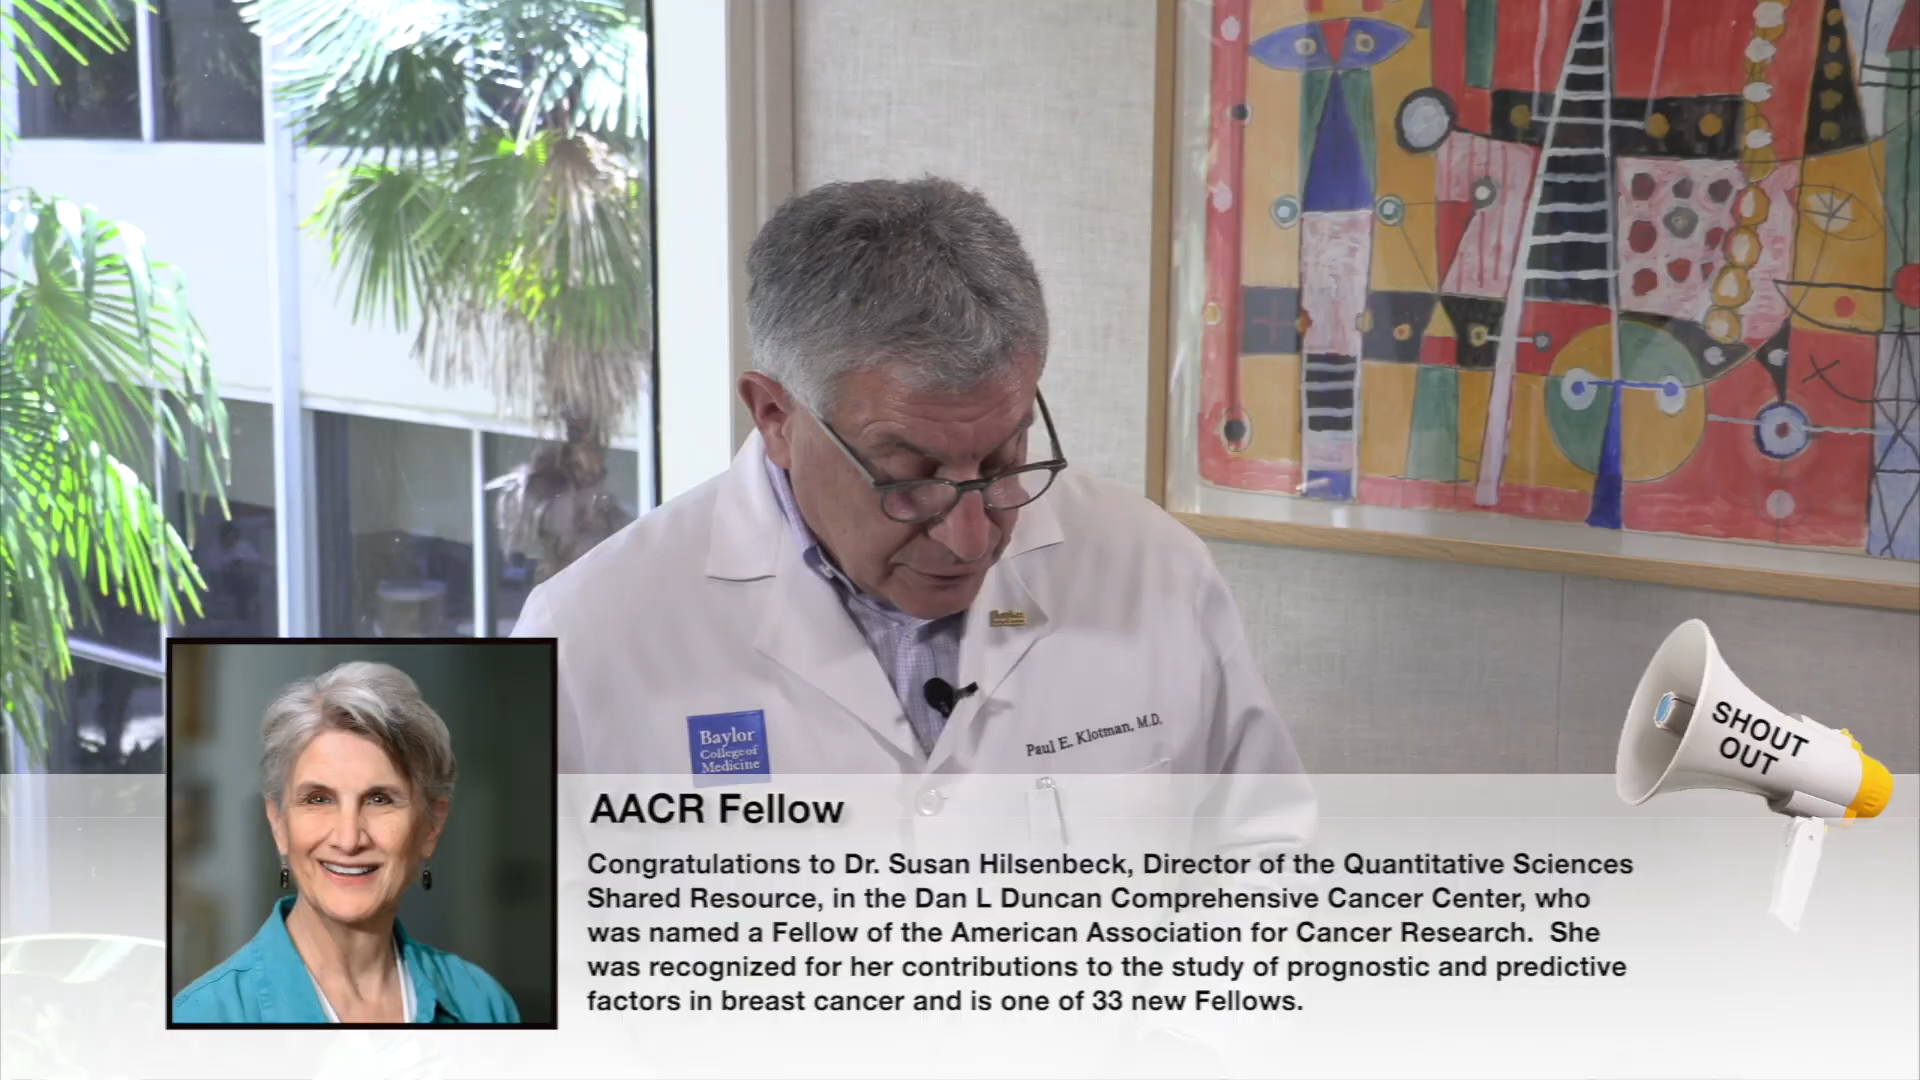 Baylor
College of
Medicine
Paul E. Klotman, M.D.
SHOUT
OUT
AACR Fellow
Congratulations to Dr. Susan Hilsenbeck, Director of the Quantitative Sciences
Shared Resource, in the Dan L Duncan Comprehensive Cancer Center, who
was named a Fellow of the American Association for Cancer Research.  She
was recognized for her contributions to the study of prognostic and predictive
factors in breast cancer and is one of 33 new Fellows.